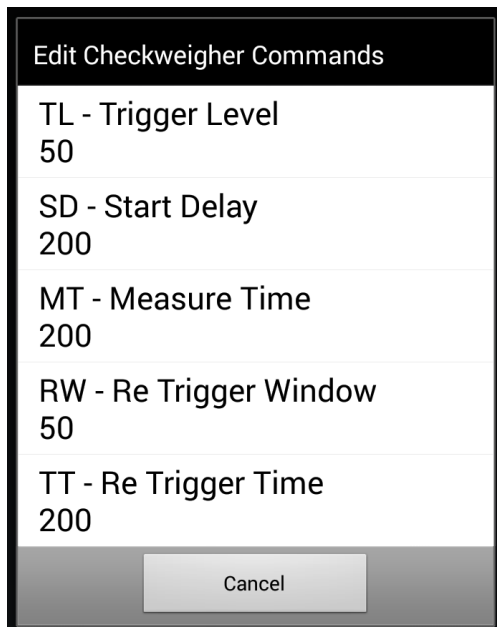 Edit Checkweigher Commands
TL - Trigger Level
50
SD - Start Delay
200
MT - Measure Time
200
RW - Re Trigger Window
50
TT - Re Trigger Time
200
Cancel